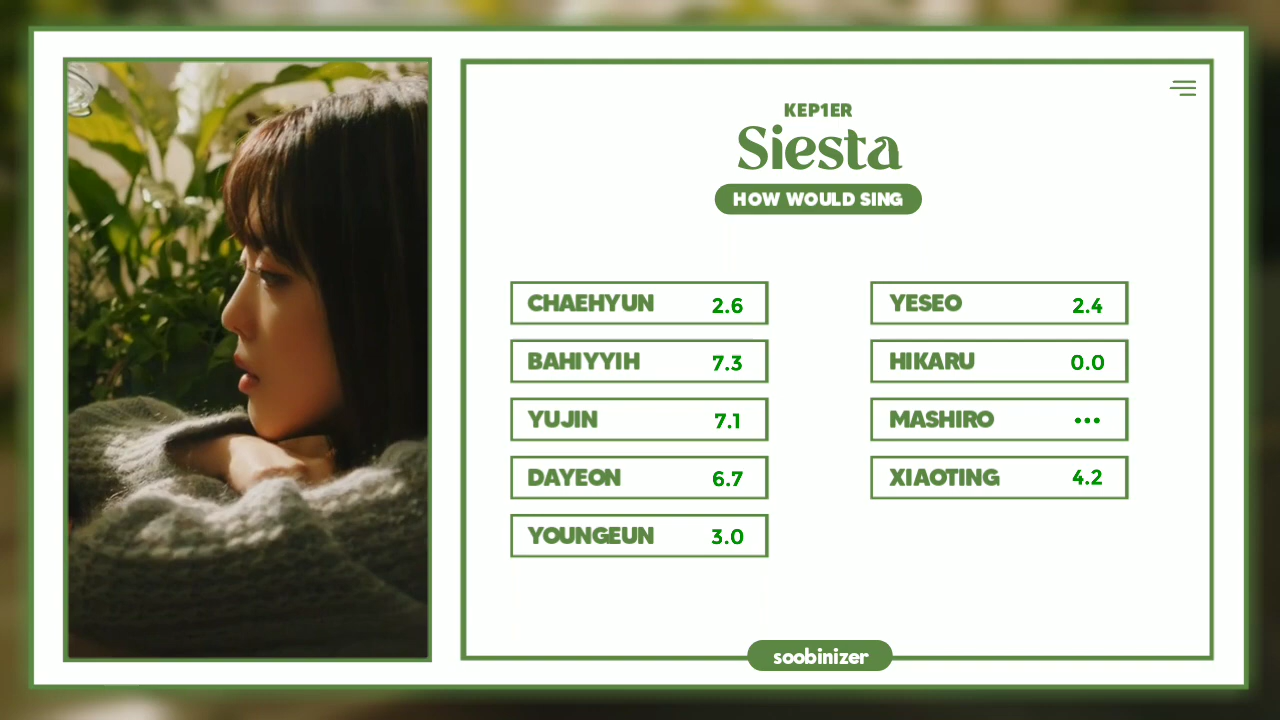 KEP1ER
Siesta
HOW WOULD SING
CHAEHYUN 2.6
BAHIYYIH 7.3
YUJIN 7.1
DAYEON 6.7
YOUNGEUN 3.0
YESEO 2.4
HIKARU 0.0
MASHIRO •••
XIAOTING 4.2
soobinizer